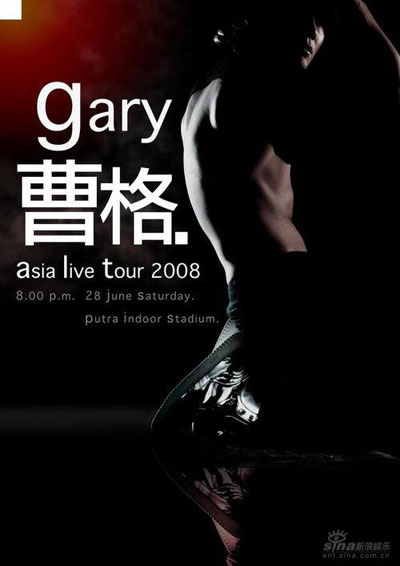 gary
曹格.
asia live tour 2008
8.00 p.m. 28 june saturday.
putra indoor stadium.
sina新浪娱乐
ent.sina.com.cn